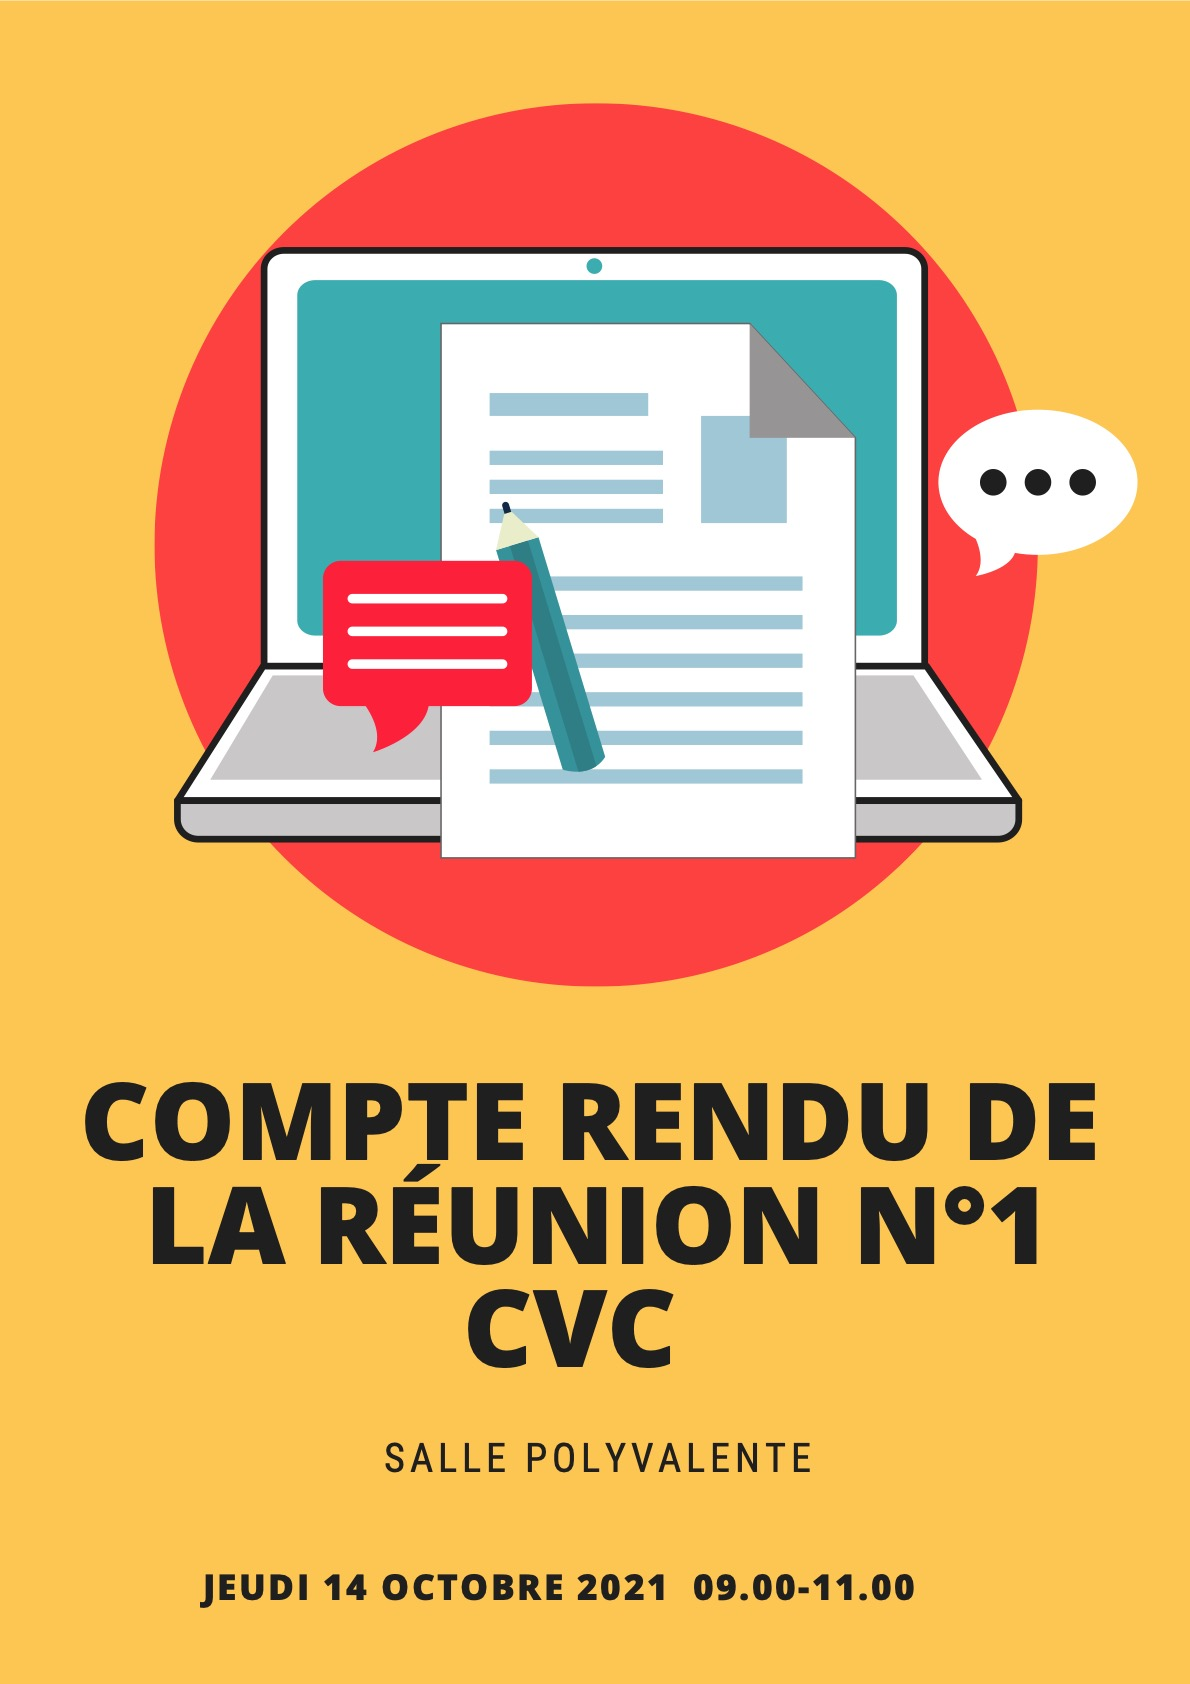 COMPTE RENDU DE
LA RÉUNION N°1
CVC
SALLE POLYVALENTE
JEUDI 14 OCTOBRE 2021 09.00-11.00